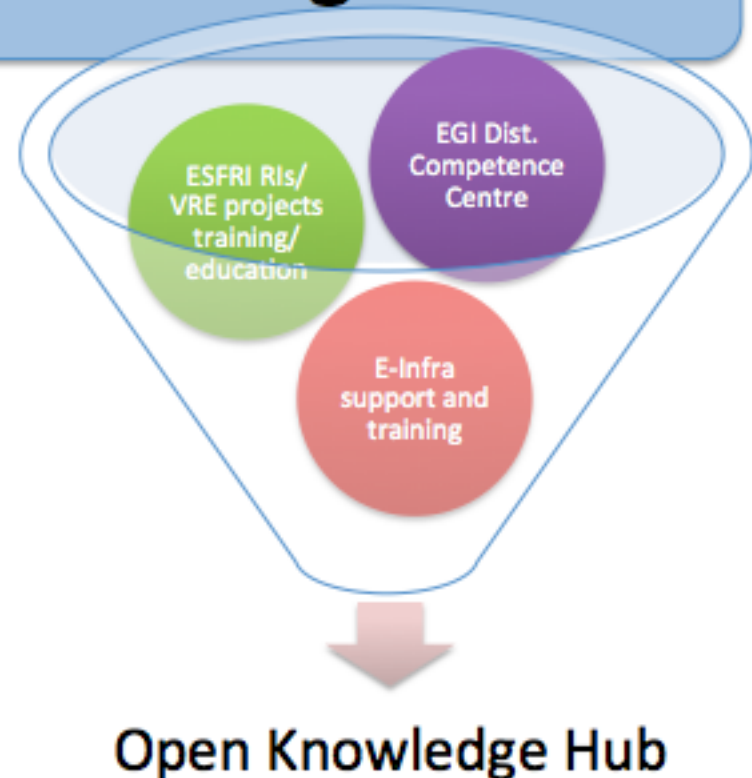 ESFRI RIs/
VRE projects
training/
education
EGI Dist.
Competence
Centre
E-Infra
support and
training
Open Knowledge Hub